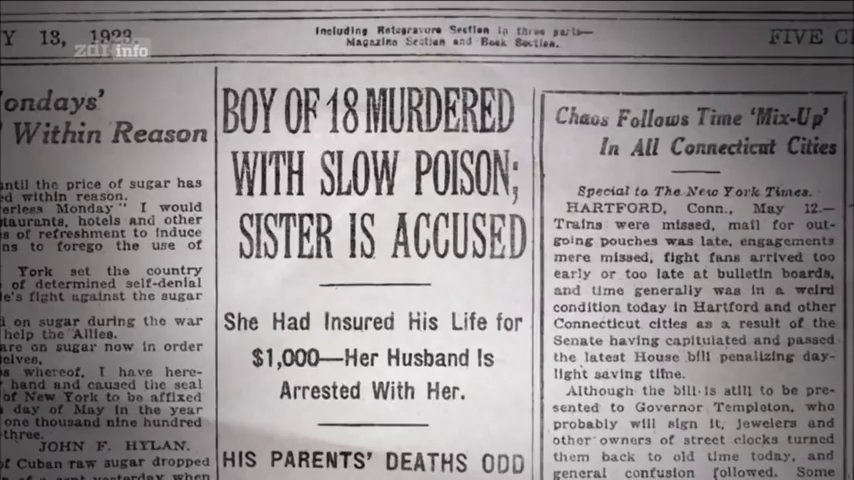 Y 13, 1923.
zdf info
Including Rotogravure Section in three parts—
Magazine Section and Book Section.
FIVE CE
ondays'
Within Reason
until the price of sugar has
ed within reason.
erless Monday" I would
staurants, hotels and other
s of refreshment to induce
ns to forego the use of
York set the country
of determined self-denial
le's fight against the sugar
d on sugar during the war
help the Allies.
are on sugar now in order
selves.
s whereof, I have here-
hand and caused the seal
of New York to be affixed
day of May in the year
one thousand nine hundred
three.
JOHN F. HYLAN.
of Cuban raw sugar dropped
of a cent yesterday when
BOY OF 18 MURDERED
WITH SLOW POISON;
SISTER IS ACCUSED
She Had Insured His Life for
$1,000—Her Husband Is
Arrested With Her.
HIS PARENTS' DEATHS ODD
Chaos Follows Time 'Mix-Up'
In All Connecticut Cities
Special to The New York Times.
HARTFORD, Conn., May 12.—
Trains were missed, mail for out-
going pouches was late, engagements
mere missed, fight fans arrived too
early or too late at bulletin boards,
and time generally was in a weird
condition today in Hartford and other
Connecticut cities as a result of the
Senate having capitulated and passed
the latest House bill penalizing day-
light saving time.
Although the bill is still to be pre-
sented to Governor Templeton, who
probably will sign it, jewelers and
other owners of street clocks turned
them back to old time today, and
general confusion followed. Some